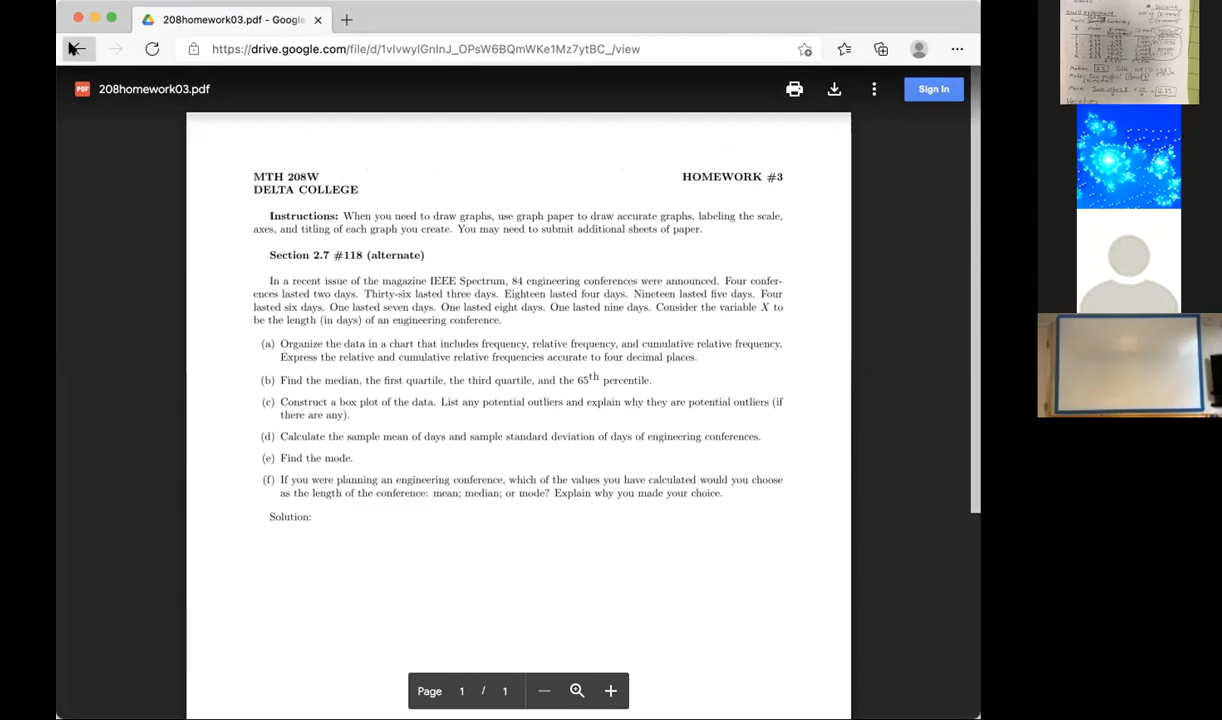 208homework03.pdf - Google
https://drive.google.com/file/d/1vIvwylGnInJ_OPsW6BQmWKe1Mz7ytBC_/view
PDF 208homework03.pdf
Sign In
MTH 208W HOMEWORK #3
DELTA COLLEGE
Instructions: When you need to draw graphs, use graph paper to draw accurate graphs, labeling the scale,
axes, and titling of each graph you create. You may need to submit additional sheets of paper.
Section 2.7 #118 (alternate)
In a recent issue of the magazine IEEE Spectrum, 84 engineering conferences were announced. Four confer-
ences lasted two days. Thirty-six lasted three days. Eighteen lasted four days. Nineteen lasted five days. Four
lasted six days. One lasted seven days. One lasted eight days. One lasted nine days. Consider the variable X to
be the length (in days) of an engineering conference.
(a) Organize the data in a chart that includes frequency, relative frequency, and cumulative relative frequency.
Express the relative and cumulative relative frequencies accurate to four decimal places.
(b) Find the median, the first quartile, the third quartile, and the 65th percentile.
(c) Construct a box plot of the data. List any potential outliers and explain why they are potential outliers (if
there are any).
(d) Calculate the sample mean of days and sample standard deviation of days of engineering conferences.
(e) Find the mode.
(f) If you were planning an engineering conference, which of the values you have calculated would you choose
as the length of the conference: mean; median; or mode? Explain why you made your choice.
Solution:
Page 1 / 1